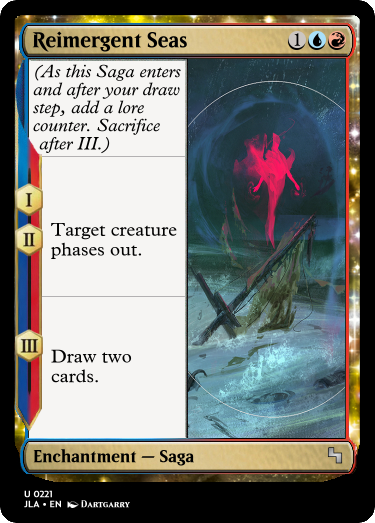 Reimergent Seas 1
(As this Saga enters
and after your draw
step, add a lore
counter. Sacrifice
after III.)
I
II
Target creature
phases out.
III
Draw two
cards.
Enchantment — Saga
U 0221
JLA • EN Dartgarry